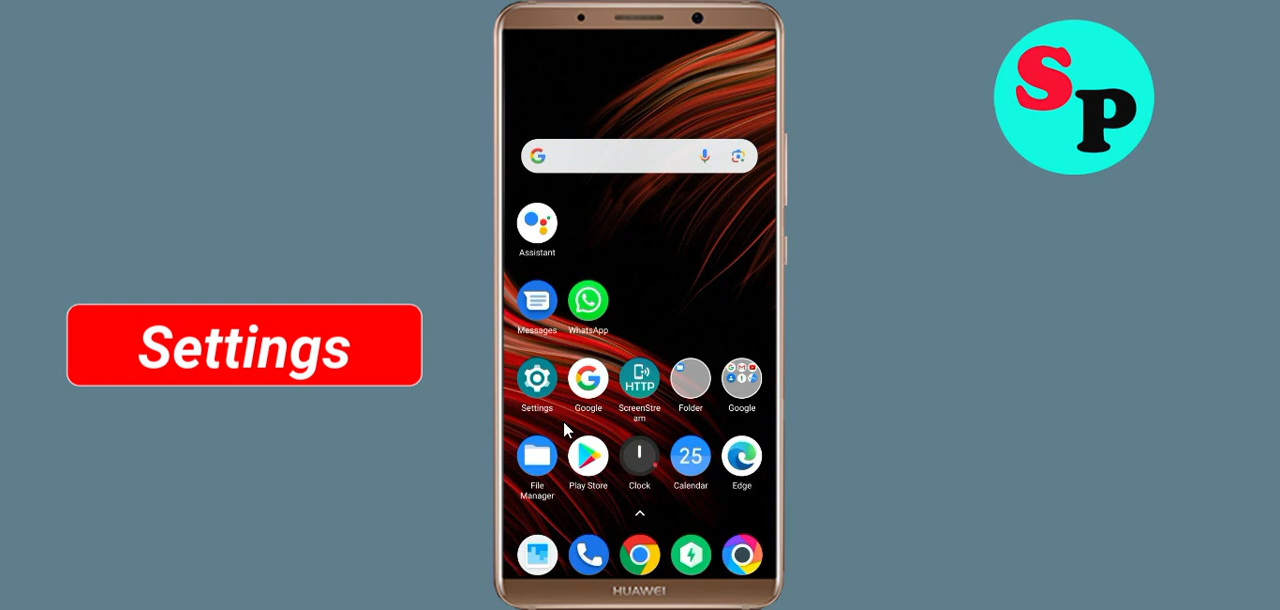 S
P
Assistant
Messages
WhatsApp
Settings
Settings
Google
HTTP
ScreenStre
am
Folder
Google
File
Manager
Play Store
Clock
25
Calendar
Edge
HUAWEI